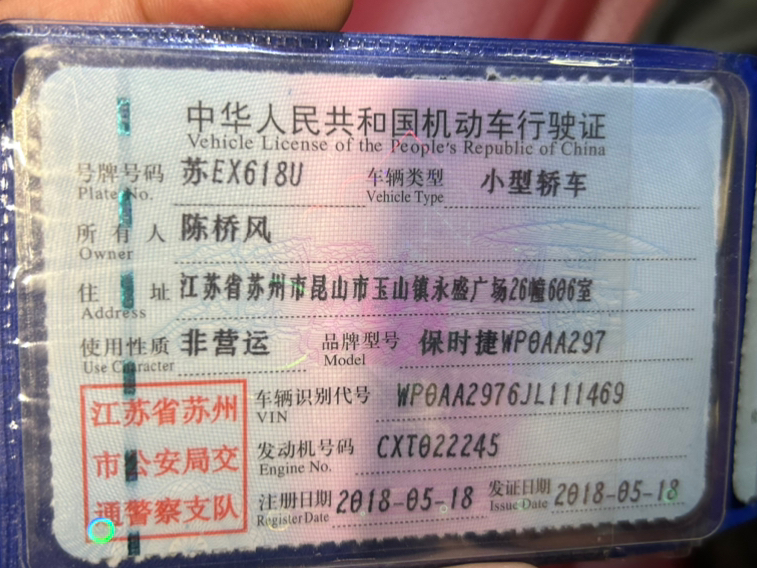 中华人民共和国机动车行驶证
Vehicle License of the People's Republic of China
号牌号码 苏EX618U 车辆类型 小型轿车
Plate No. Vehicle Type
所有人 陈桥风
Owner
住址 江苏省苏州市昆山市玉山镇永盛广场26幢606室
Address
使用性质 非营运 品牌型号 保时捷WP0AA297
Use Character Model
江苏省苏州
市公安局交
通警察支队
车辆识别代号 WP0AA2976JL111469
VIN
发动机号码 CXT022245
Engine No.
注册日期 2018-05-18 发证日期 2018-05-18
Register Date Issue Date